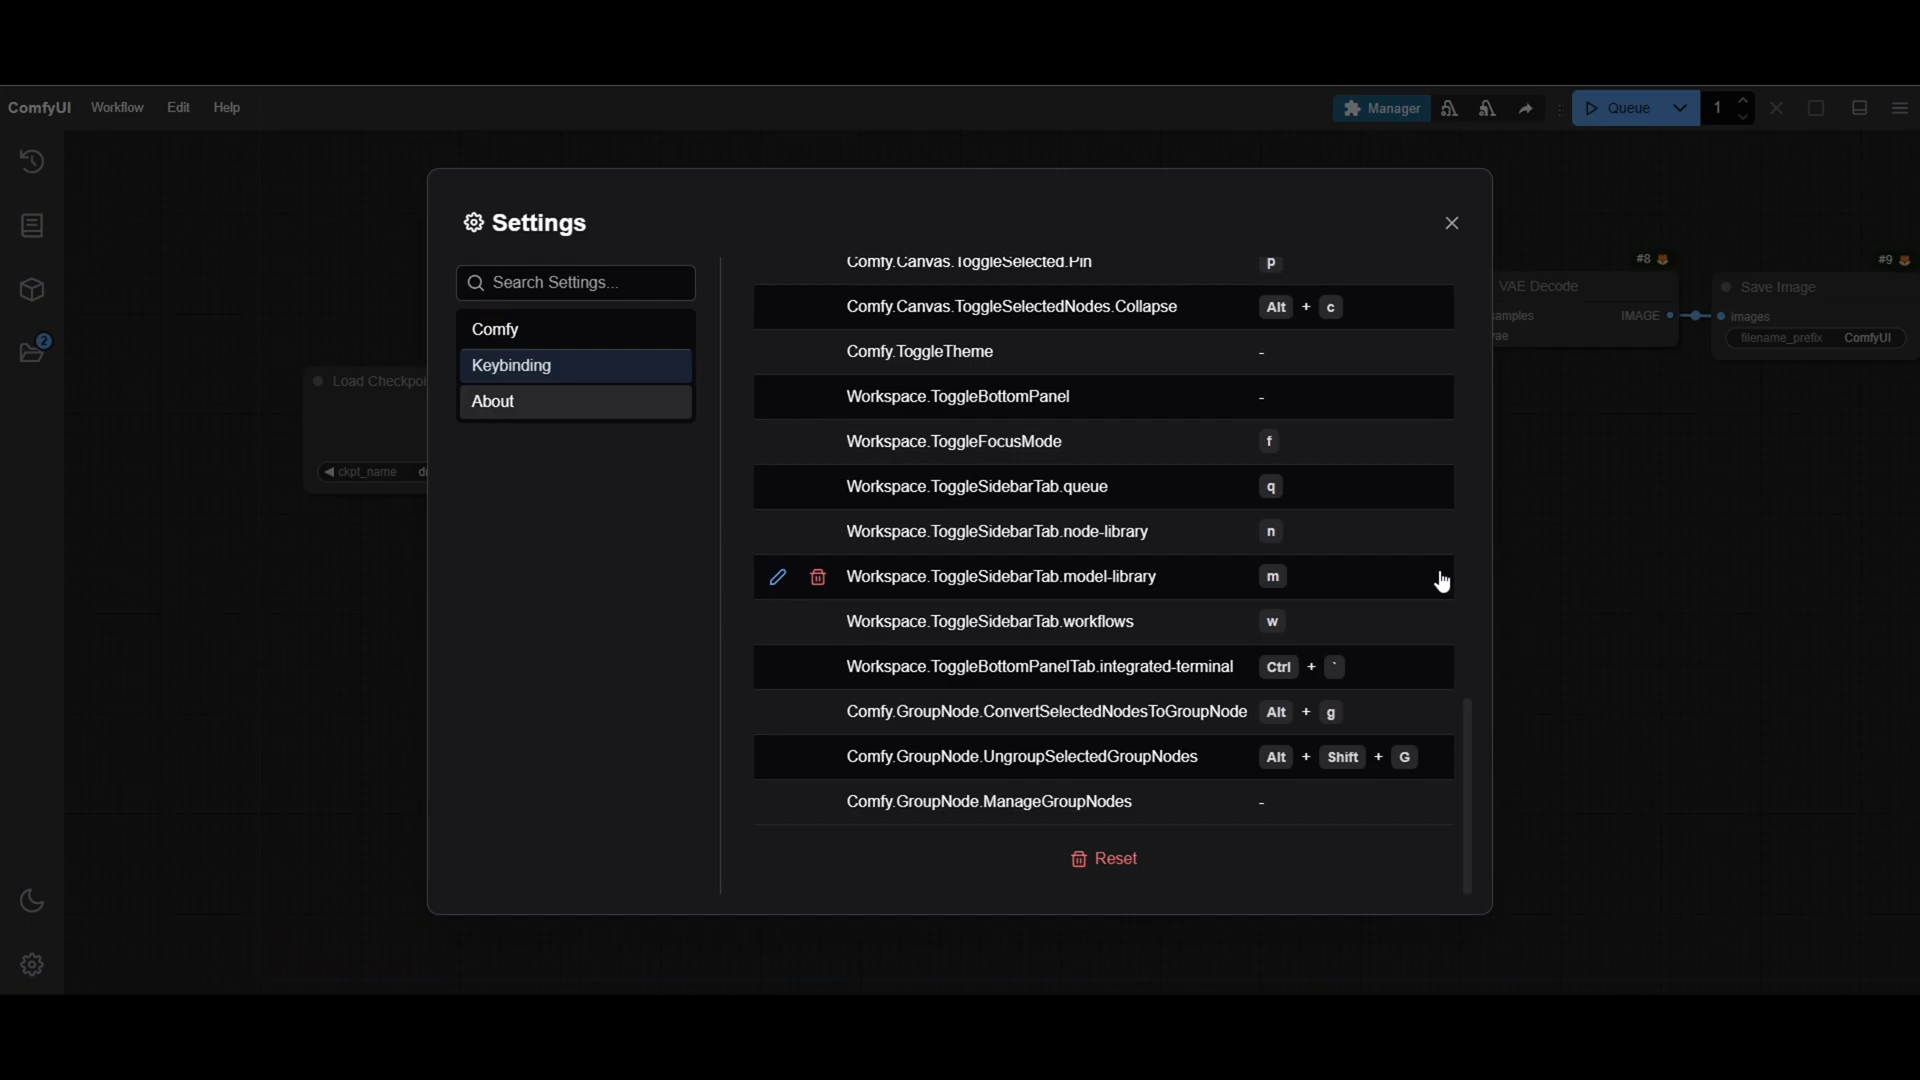 ComfyUI Workflow Edit Help Manager Queue 1
Settings
Search Settings...
Comfy
Keybinding
About
Comfy.Canvas.ToggleSelected.Pin p
Comfy.Canvas.ToggleSelectedNodes.Collapse Alt + c
Comfy.ToggleTheme -
Workspace.ToggleBottomPanel -
Workspace.ToggleFocusMode f
Workspace.ToggleSidebarTab.queue q
Workspace.ToggleSidebarTab.node-library n
Workspace.ToggleSidebarTab.model-library m
Workspace.ToggleSidebarTab.workflows w
Workspace.ToggleBottomPanelTab.integrated-terminal Ctrl + `
Comfy.GroupNode.ConvertSelectedNodesToGroupNode Alt + g
Comfy.GroupNode.UngroupSelectedGroupNodes Alt + Shift + G
Comfy.GroupNode.ManageGroupNodes -
Reset
2
Load Checkpoi
ckpt_name
#8
VAE Decode
samples IMAGE
vae
#9
Save Image
images
filename_prefix ComfyUI